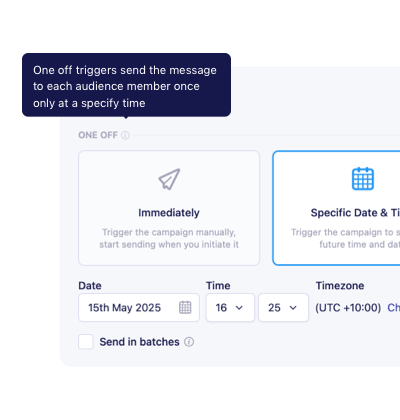 One off triggers send the message
to each audience member once
only at a specify time
ONE OFF
Immediately
Trigger the campaign manually,
start sending when you initiate it
Specific Date & Ti
Trigger the campaign to s
future time and dat
Date
Time
Timezone
15th May 2025
16
25
(UTC +10:00) Ch
Send in batches